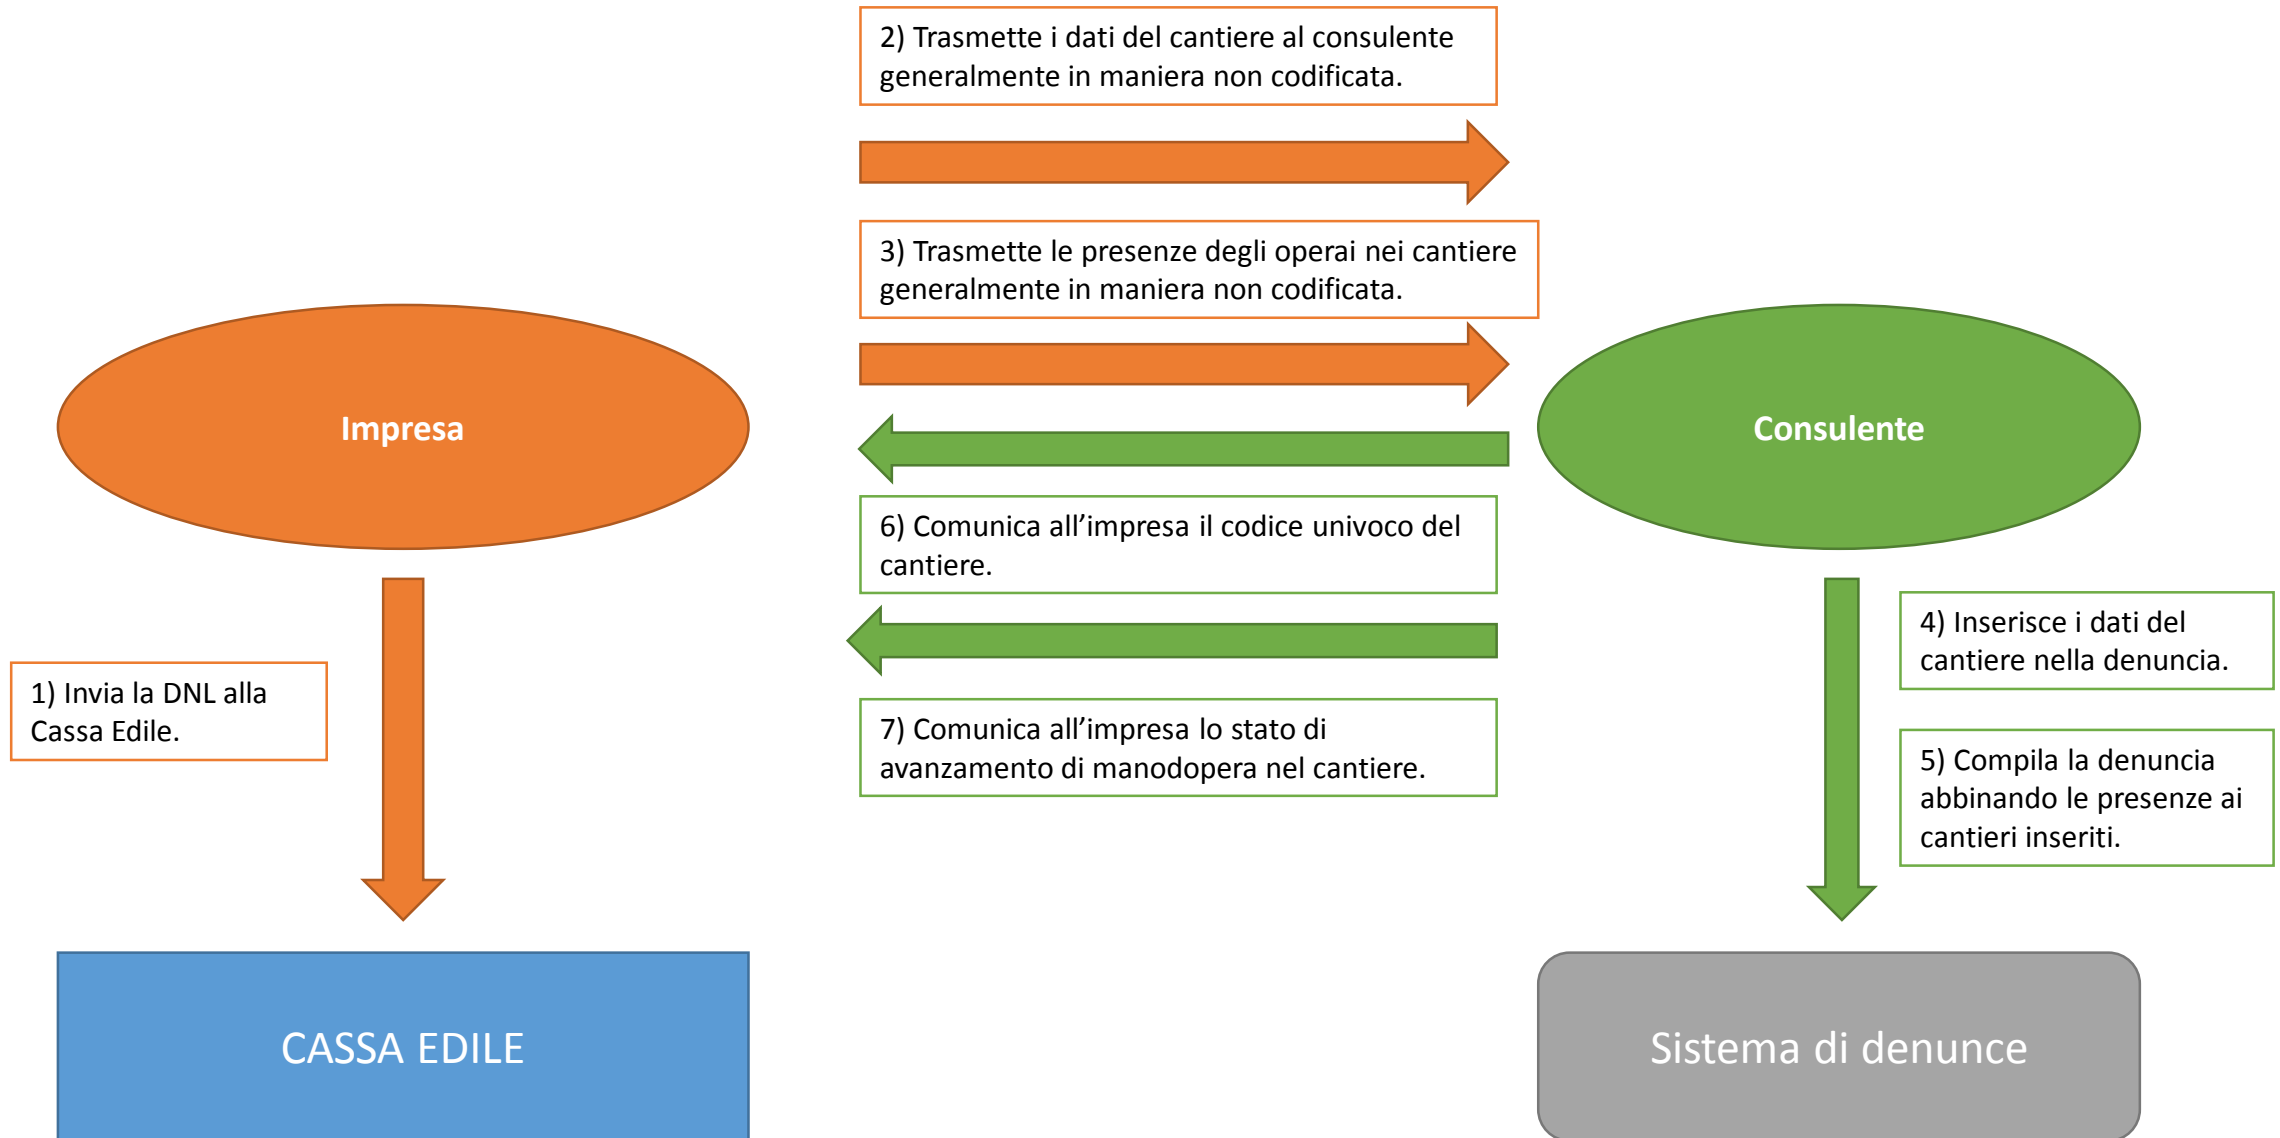 2) Trasmette i dati del cantiere al consulente
generalmente in maniera non codificata.
3) Trasmette le presenze degli operai nei cantiere
generalmente in maniera non codificata.
Impresa
Consulente
6) Comunica all’impresa il codice univoco del
cantiere.
4) Inserisce i dati del
cantiere nella denuncia.
1) Invia la DNL alla
Cassa Edile.
7) Comunica all’impresa lo stato di
avanzamento di manodopera nel cantiere.
5) Compila la denuncia
abbinando le presenze ai
cantieri inseriti.
CASSA EDILE
Sistema di denunce